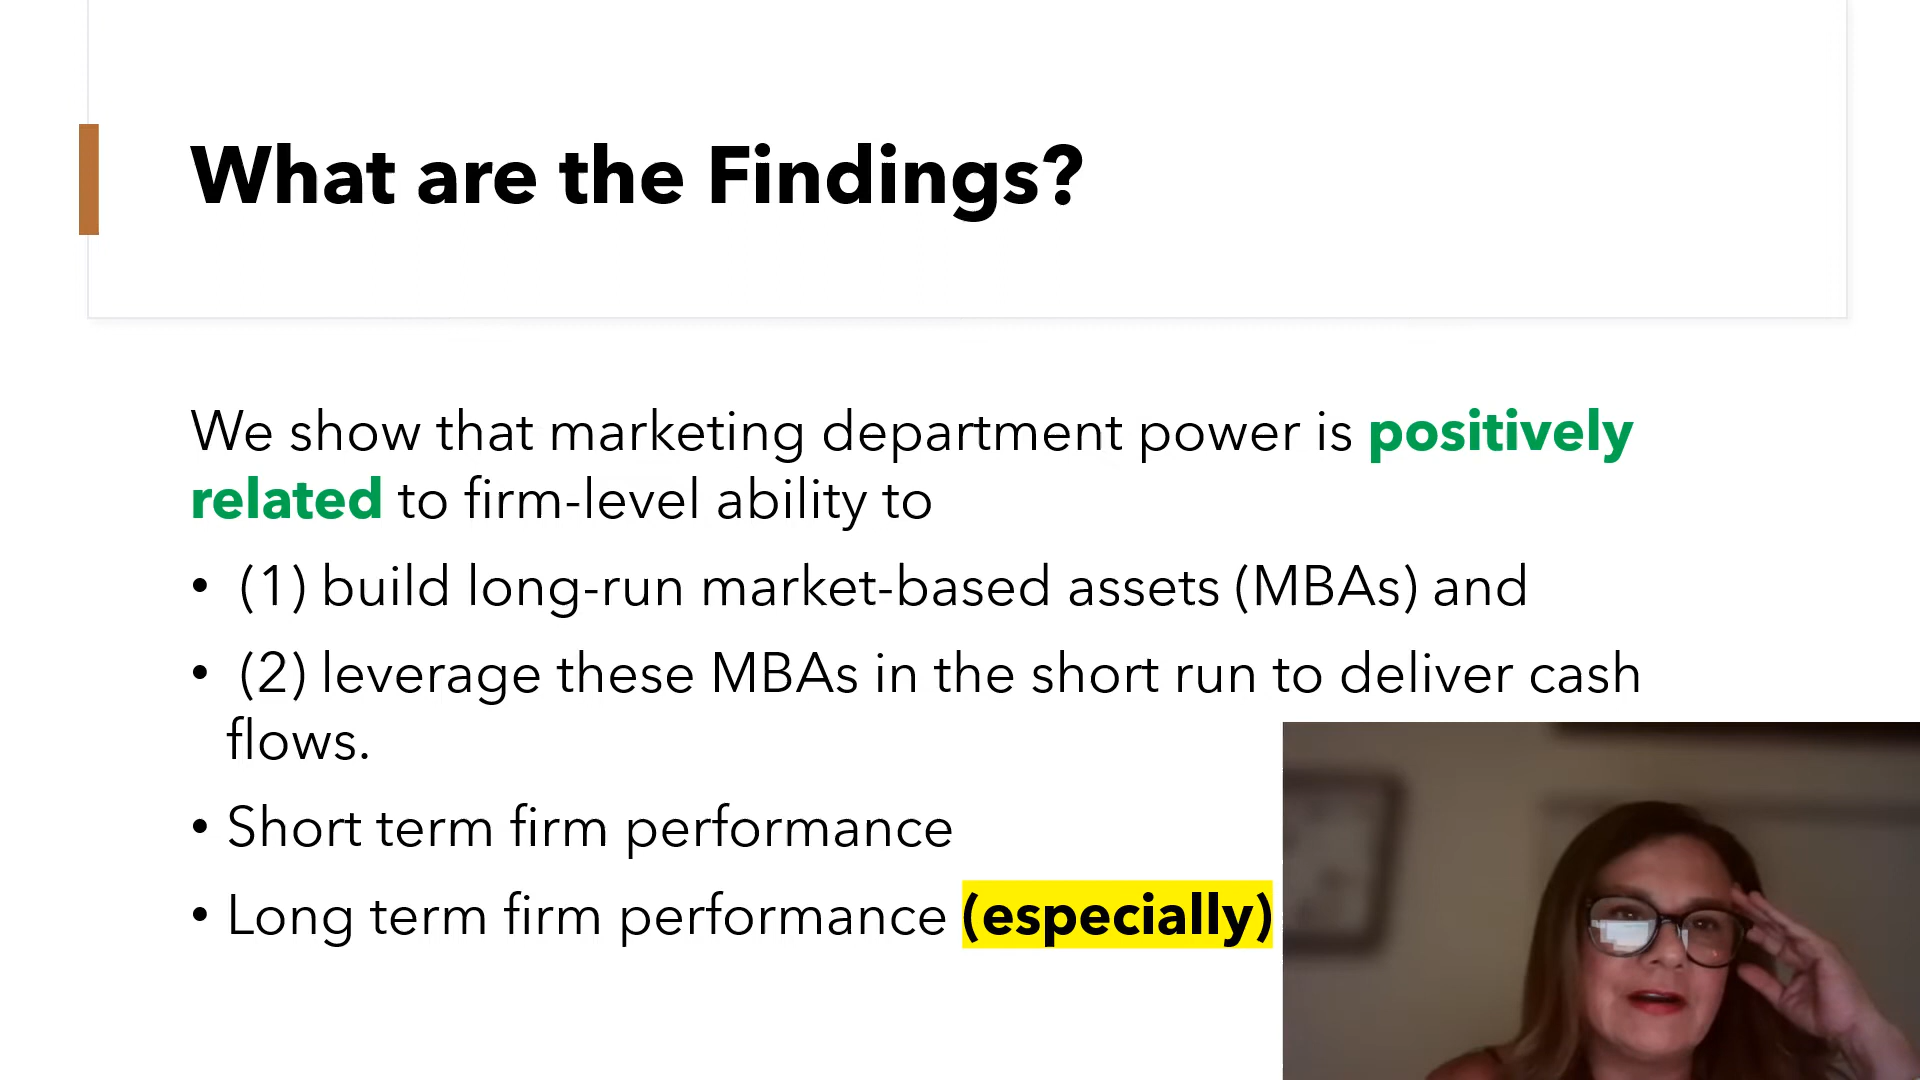 What are the Findings?
We show that marketing department power is positively
related to firm-level ability to
• (1) build long-run market-based assets (MBAs) and
• (2) leverage these MBAs in the short run to deliver cash
flows.
• Short term firm performance
• Long term firm performance (especially)